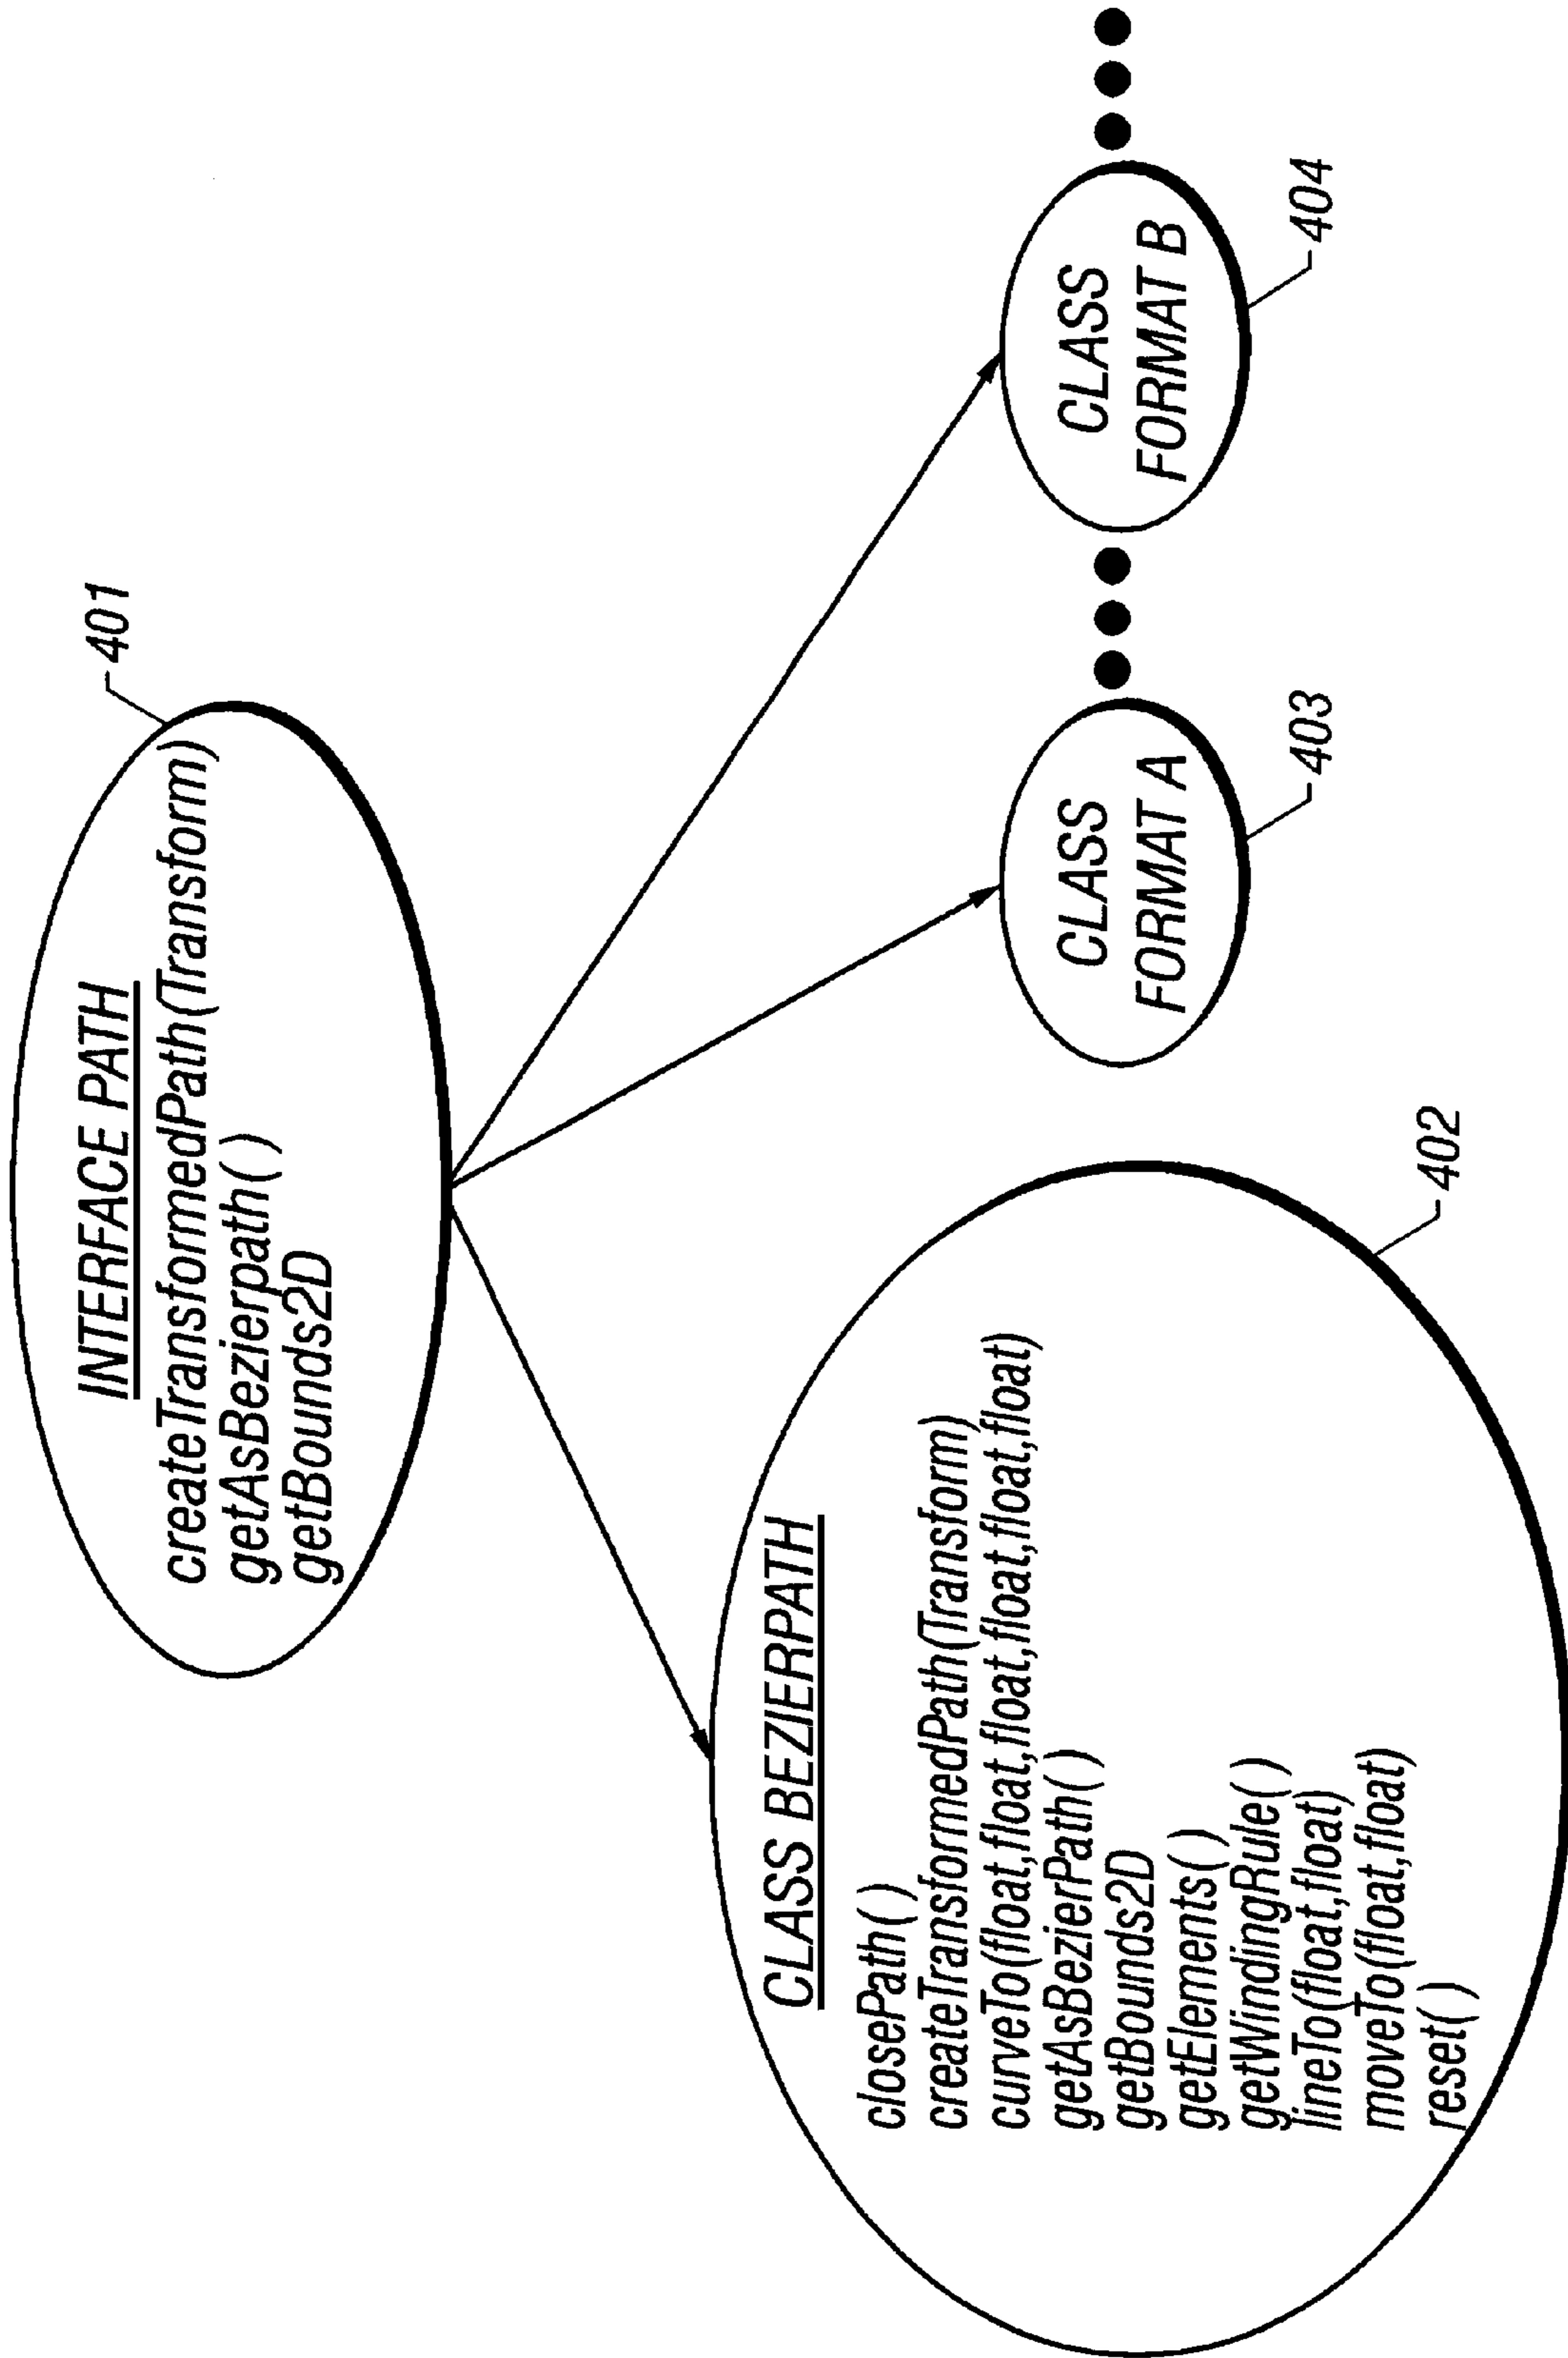 INTERFACE PATH
createTransformedPath(Transform)
getAsBezierpath()
getBounds2D
401
CLASS BEZIERPATH
closePath()
createTransformedPath(Transform)
curveTo(float,float,float,float,float,float)
getAsBezierPath()
getBounds2D
getElements()
getWindingRule()
lineTo(float,float)
moveTo(float,float)
reset()
402
CLASS
FORMAT A
403
CLASS
FORMAT B
404